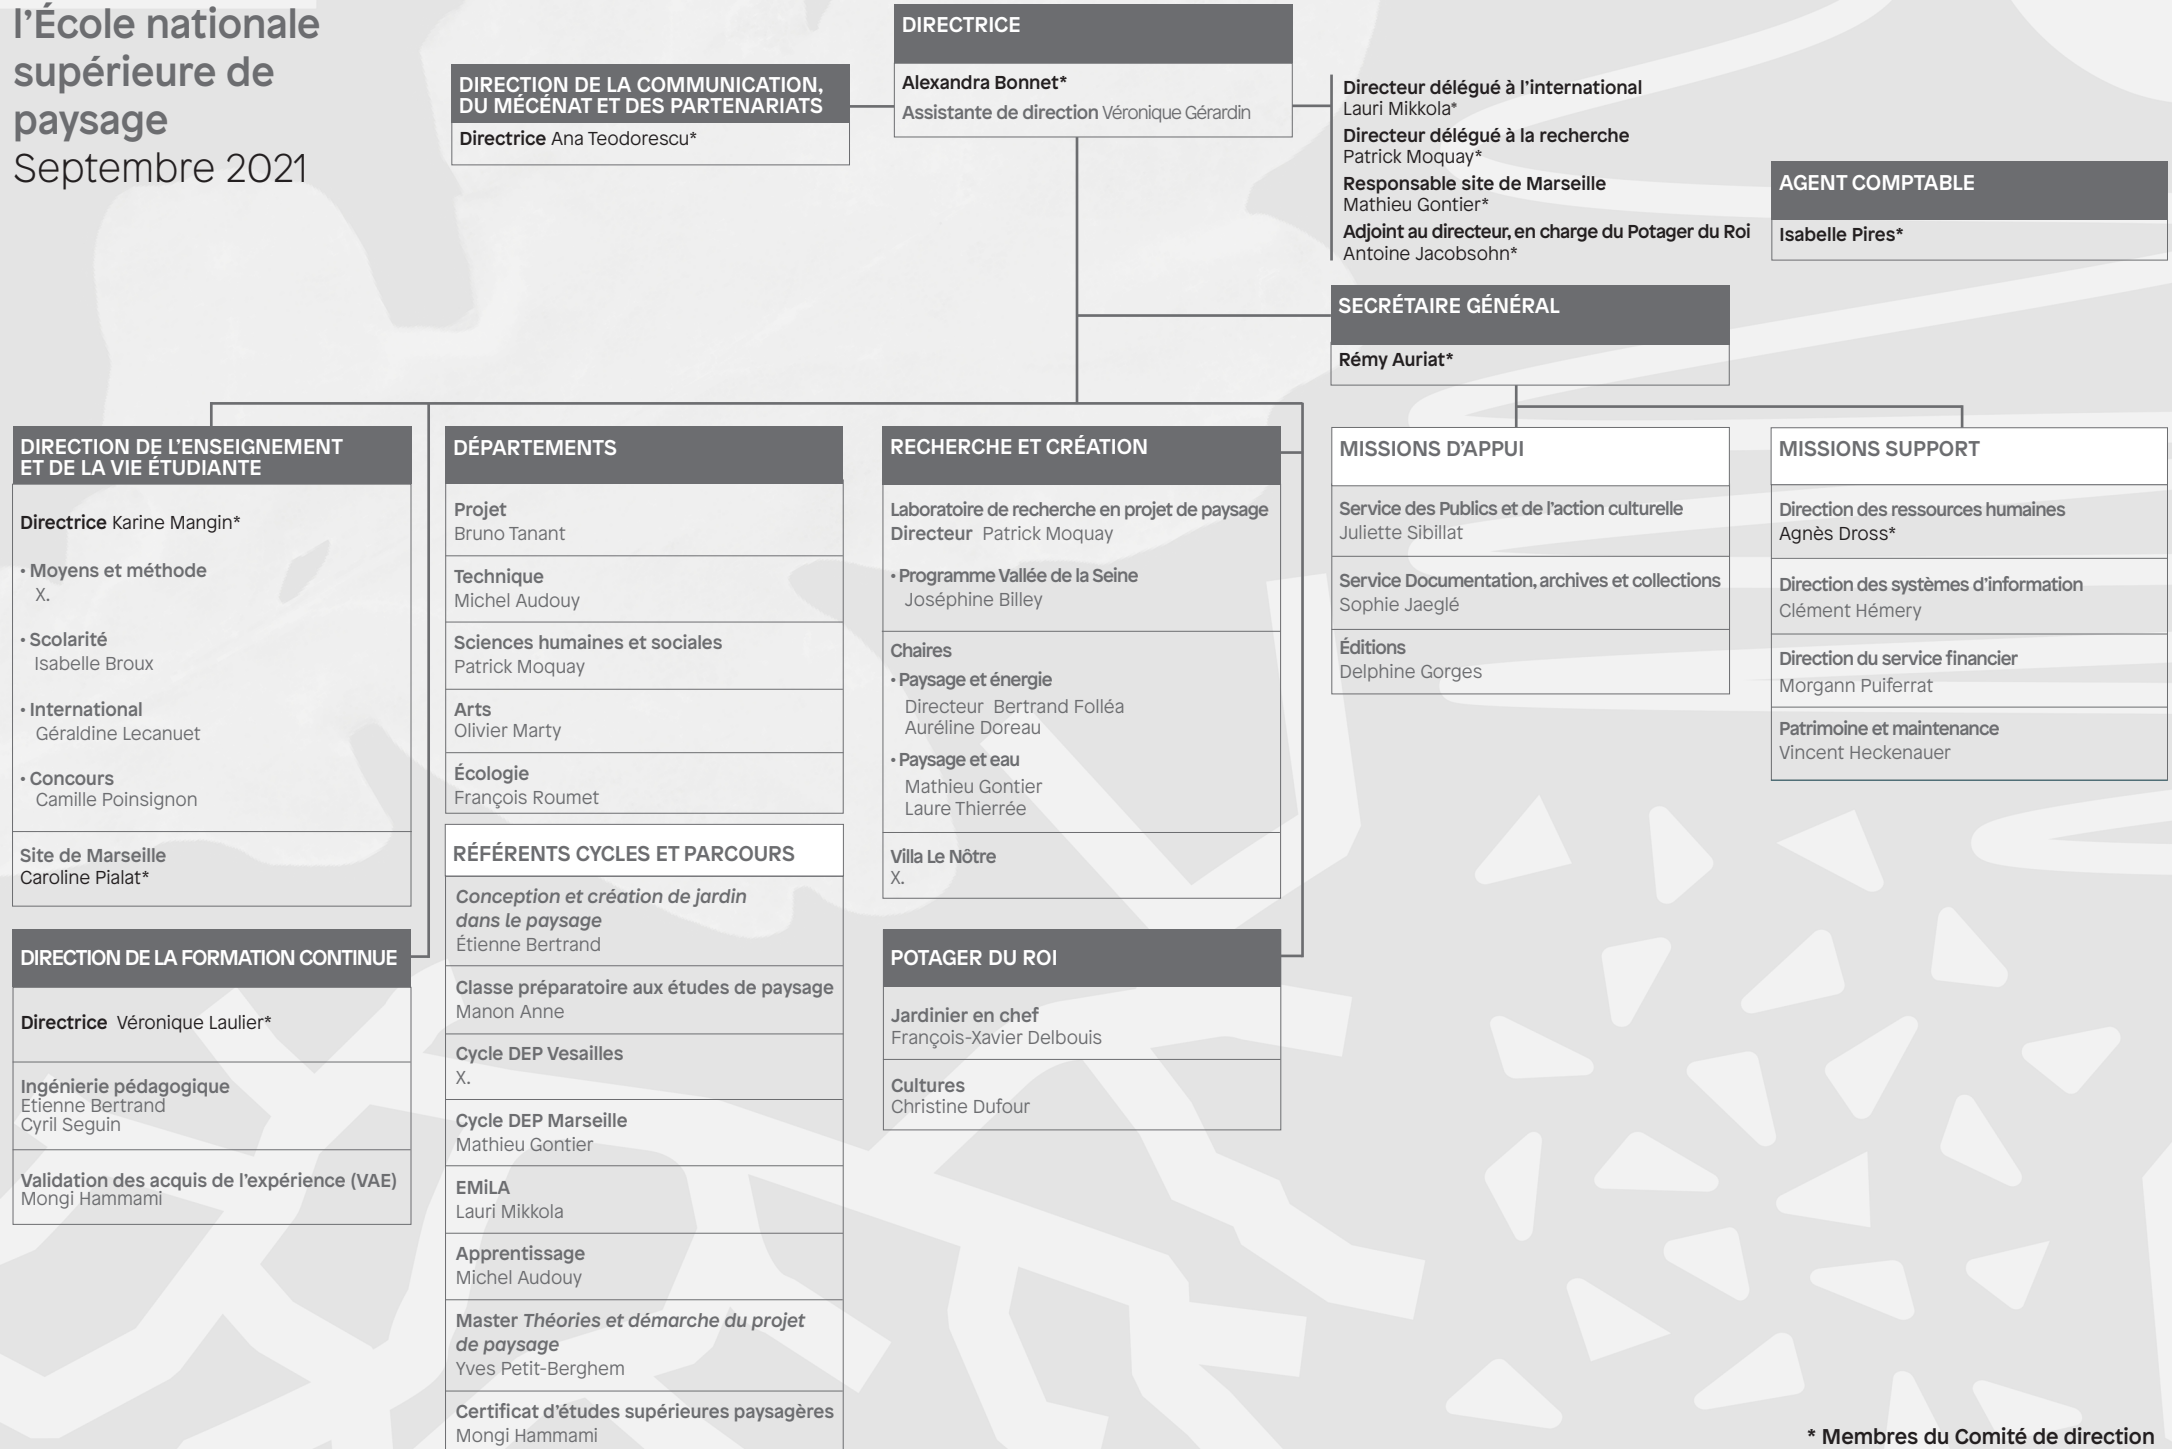 l'École nationale
supérieure de
paysage
Septembre 2021
DIRECTRICE
Alexandra Bonnet*
Assistante de direction Véronique Gérardin
DIRECTION DE LA COMMUNICATION,
DU MÉCÉNAT ET DES PARTENARIATS
Directrice Ana Teodorescu*
Directeur délégué à l'international
Lauri Mikkola*
Directeur délégué à la recherche
Patrick Moquay*
Responsable site de Marseille
Mathieu Gontier*
Adjoint au directeur, en charge du Potager du Roi
Antoine Jacobsohn*
AGENT COMPTABLE
Isabelle Pires*
SECRÉTAIRE GÉNÉRAL
Rémy Auriat*
DIRECTION DE L'ENSEIGNEMENT
ET DE LA VIE ÉTUDIANTE
Directrice Karine Mangin*
• Moyens et méthode
X.
• Scolarité
Isabelle Broux
• International
Géraldine Lecanuet
• Concours
Camille Poinsignon
Site de Marseille
Caroline Pialat*
DIRECTION DE LA FORMATION CONTINUE
Directrice Véronique Laulier*
Ingénierie pédagogique
Etienne Bertrand
Cyril Seguin
Validation des acquis de l'expérience (VAE)
Mongi Hammami
DÉPARTEMENTS
Projet
Bruno Tanant
Technique
Michel Audouy
Sciences humaines et sociales
Patrick Moquay
Arts
Olivier Marty
Écologie
François Roumet
RÉFÉRENTS CYCLES ET PARCOURS
Conception et création de jardin
dans le paysage
Étienne Bertrand
Classe préparatoire aux études de paysage
Manon Anne
Cycle DEP Vesailles
X.
Cycle DEP Marseille
Mathieu Gontier
EMiLA
Lauri Mikkola
Apprentissage
Michel Audouy
Master Théories et démarche du projet
de paysage
Yves Petit-Berghem
Certificat d'études supérieures paysagères
Mongi Hammami
RECHERCHE ET CRÉATION
Laboratoire de recherche en projet de paysage
Directeur Patrick Moquay
• Programme Vallée de la Seine
Joséphine Billey
Chaires
• Paysage et énergie
Directeur Bertrand Folléa
Auréline Doreau
• Paysage et eau
Mathieu Gontier
Laure Thierrée
Villa Le Nôtre
X.
POTAGER DU ROI
Jardinier en chef
François-Xavier Delbouis
Cultures
Christine Dufour
MISSIONS D'APPUI
Service des Publics et de l'action culturelle
Juliette Sibillat
Service Documentation, archives et collections
Sophie Jaeglé
Éditions
Delphine Gorges
MISSIONS SUPPORT
Direction des ressources humaines
Agnès Dross*
Direction des systèmes d'information
Clément Hémery
Direction du service financier
Morgann Puiferrat
Patrimoine et maintenance
Vincent Heckenauer
* Membres du Comité de direction